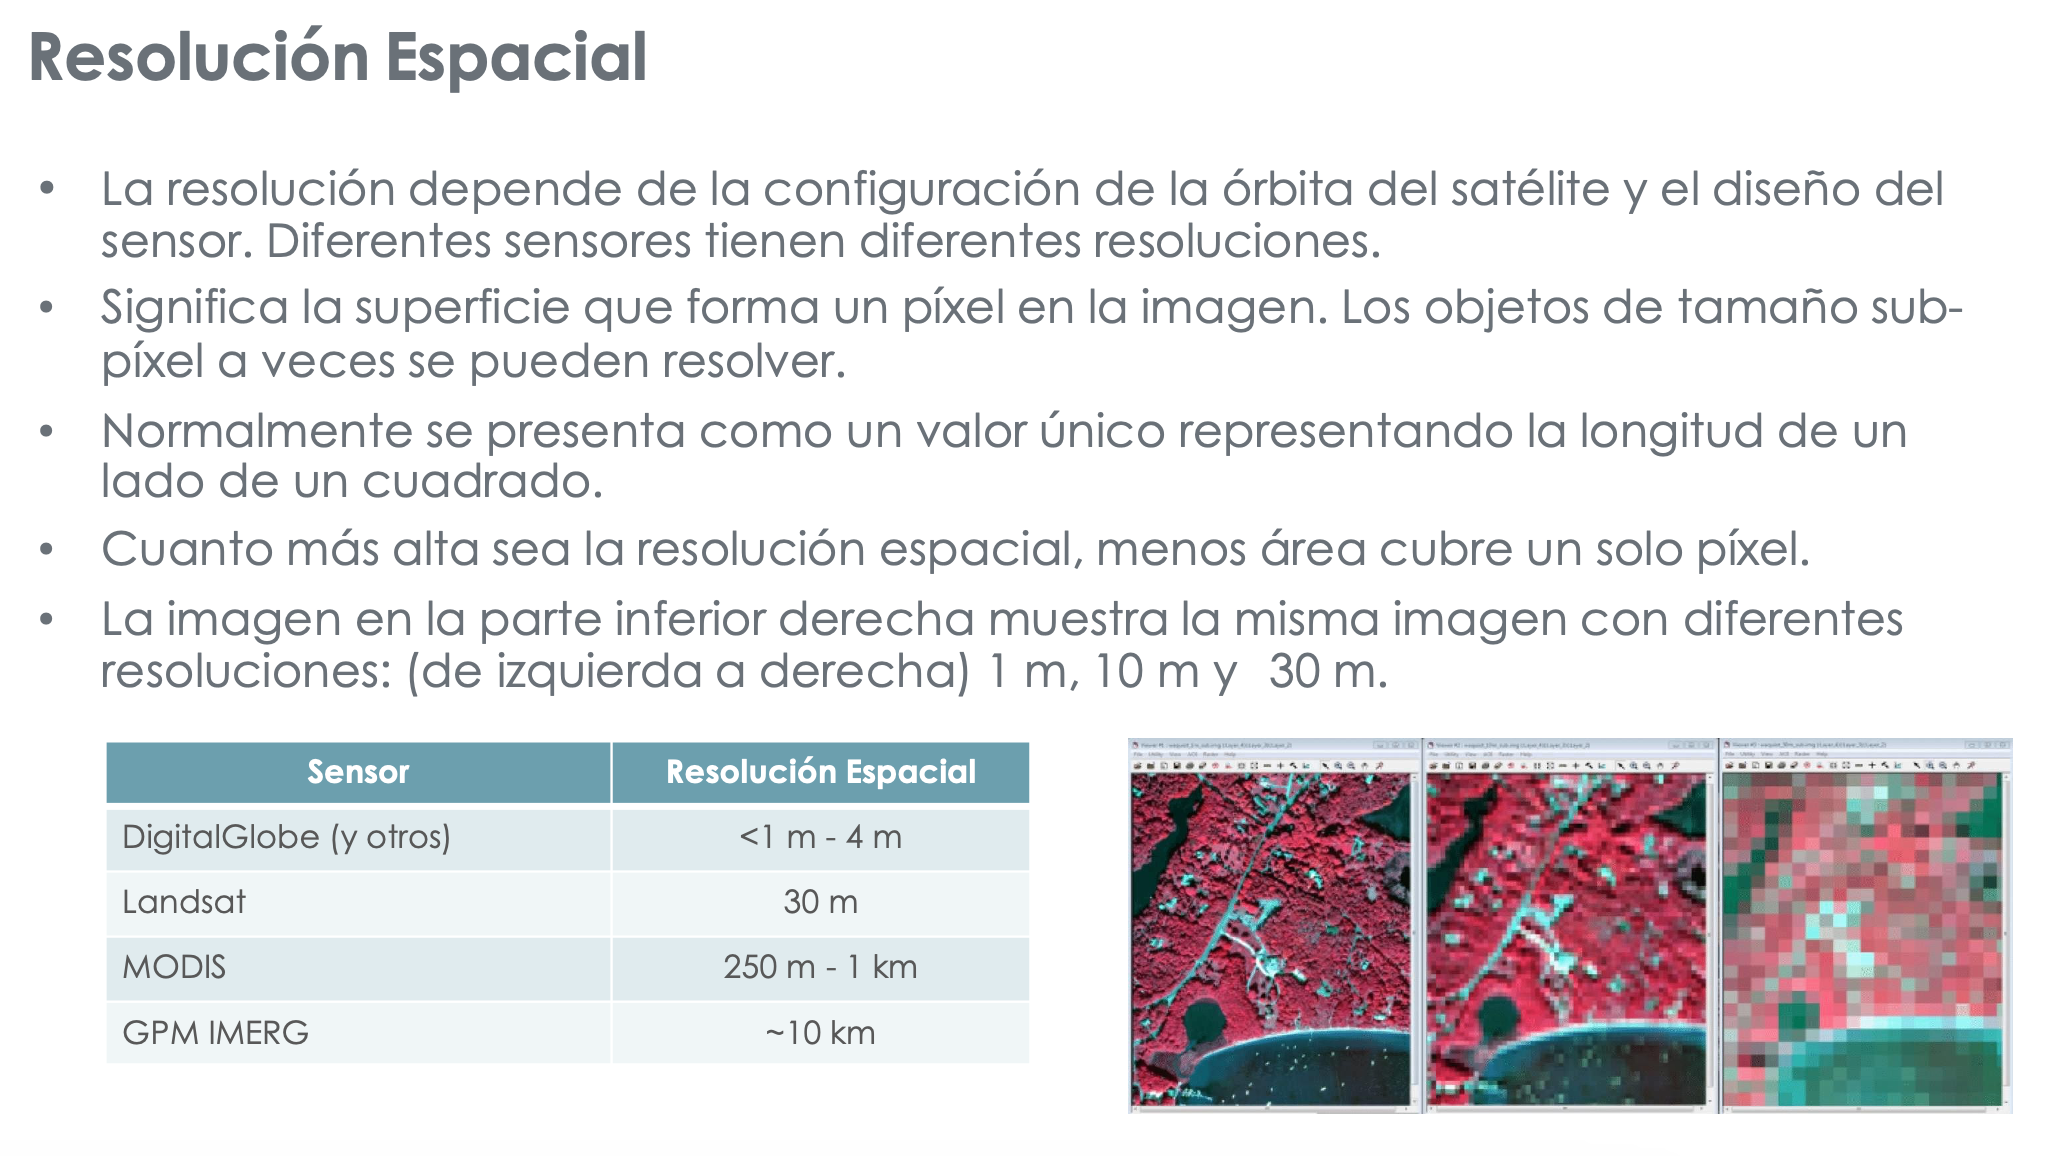 Resolución Espacial
• La resolución depende de la configuración de la órbita del satélite y el diseño del
sensor. Diferentes sensores tienen diferentes resoluciones.
• Significa la superficie que forma un píxel en la imagen. Los objetos de tamaño sub-
píxel a veces se pueden resolver.
• Normalmente se presenta como un valor único representando la longitud de un
lado de un cuadrado.
• Cuanto más alta sea la resolución espacial, menos área cubre un solo píxel.
• La imagen en la parte inferior derecha muestra la misma imagen con diferentes
resoluciones: (de izquierda a derecha) 1 m, 10 m y 30 m.
Sensor Resolución Espacial
DigitalGlobe (y otros) <1 m - 4 m
Landsat 30 m
MODIS 250 m - 1 km
GPM IMERG ~10 km